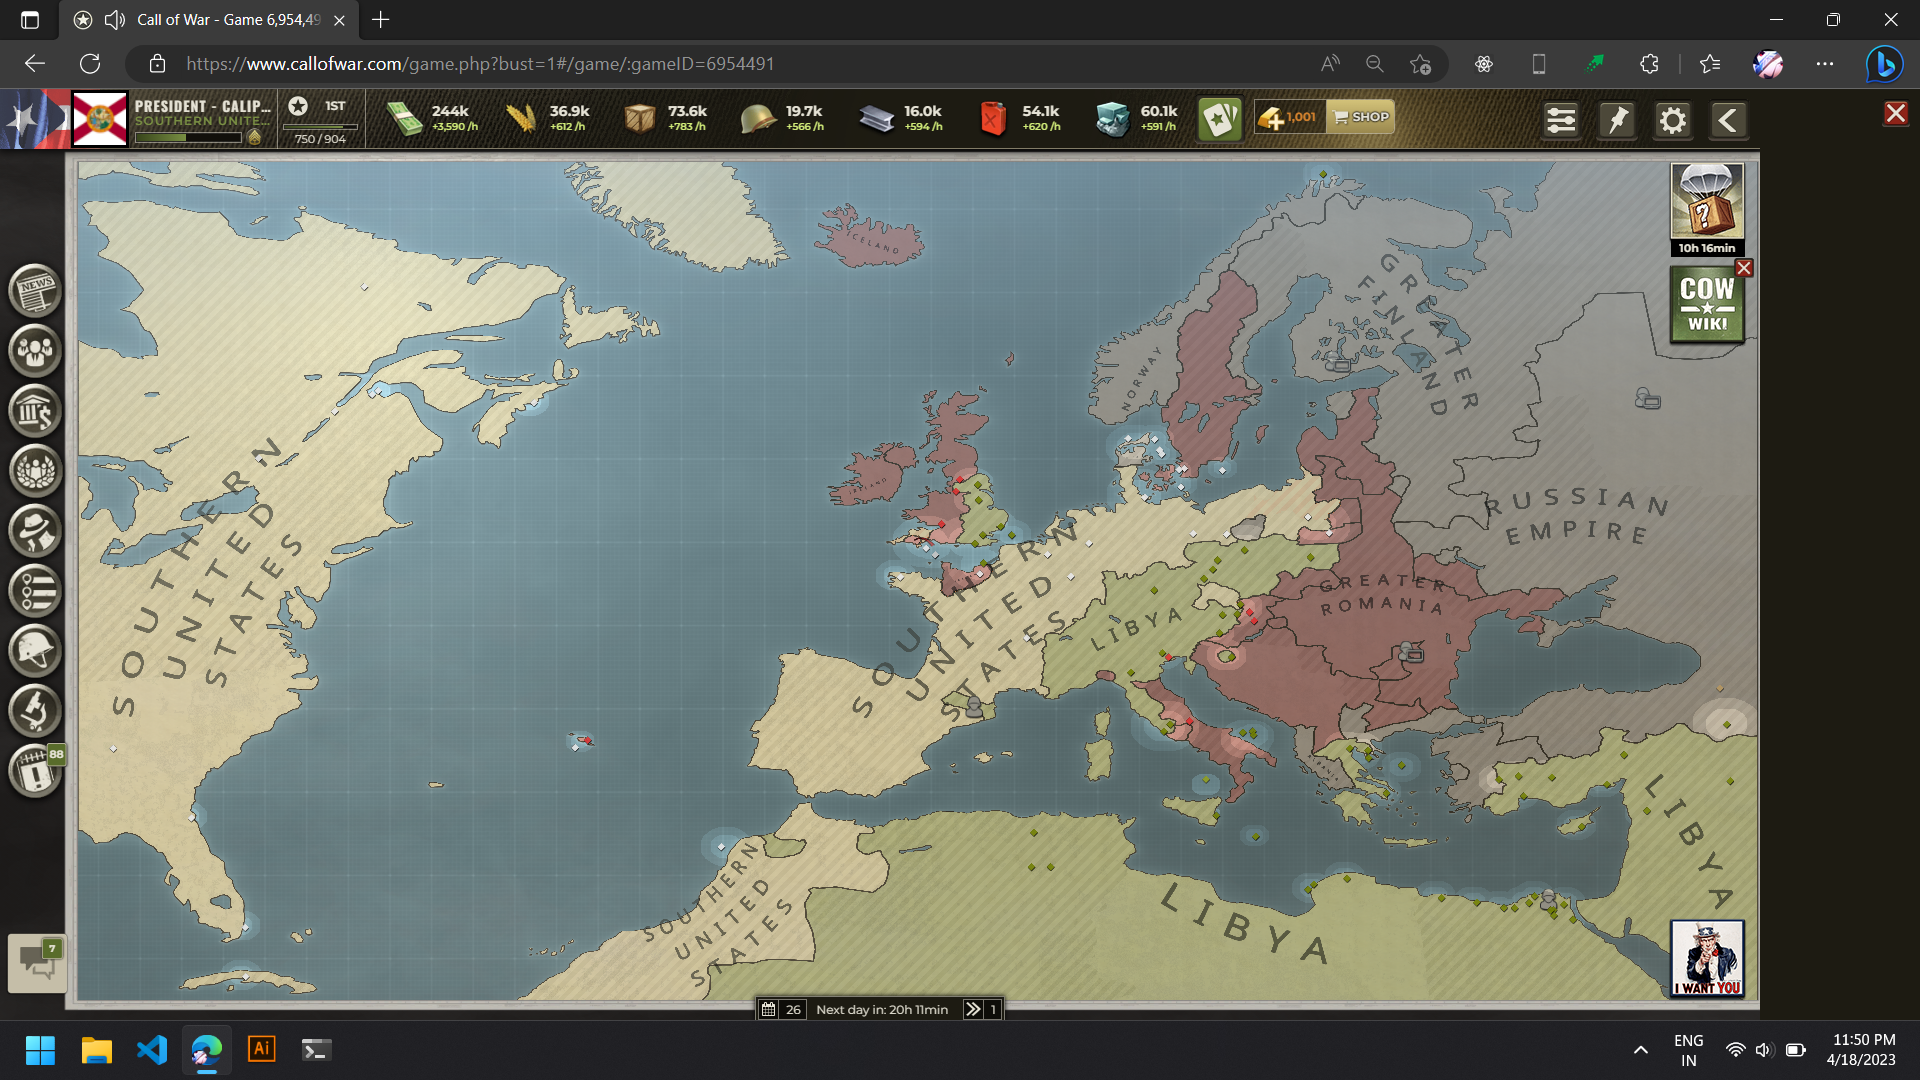 Call of War - Game 6,954,49
https://www.callofwar.com/game.php?bust=1#/game/:gameID=6954491
PRESIDENT - CALIP...
SOUTHERN UNITE...
1ST
750 / 904
244k
+3,590 /h
36.9k
+612 /h
73.6k
+783 /h
19.7k
+566 /h
16.0k
+594 /h
54.1k
+620 /h
60.1k
+591 /h
1,001
SHOP
?
10h 16min
COW
WIKI
NEWS
88
7
ICELAND
GREATER
FINLAND
NORWAY
RUSSIAN
EMPIRE
SOUTHERN
UNITED
STATES
SOUTHERN
UNITED
STATES
GREATER
ROMANIA
LIBYA
LIBYA
SOUTHERN
UNITED
STATES
LIBYA
I WANT YOU
26
Next day in: 20h 11min
1
Ai
ENG
IN
11:50 PM
4/18/2023